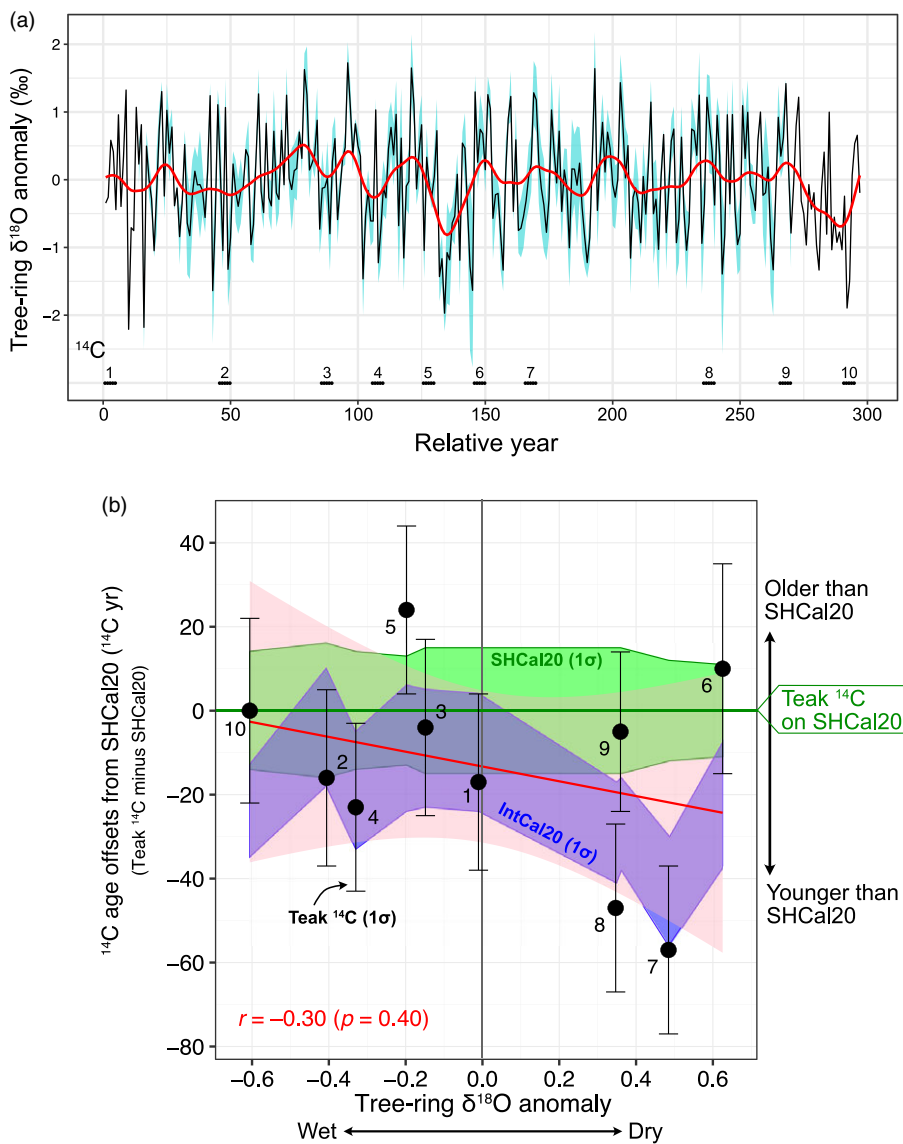 (a)
Tree-ring δ¹⁸O anomaly (‰)
2
1
0
−1
−2
¹⁴C
1 2 3 4 5 6 7 8 9 10
0 50 100 150 200 250 300
Relative year
(b)
¹⁴C age offsets from SHCal20 (¹⁴C yr)
(Teak ¹⁴C minus SHCal20)
40
20
0
−20
−40
−60
−80
5
SHCal20 (1σ)
10
3
6
2
9
1
4
IntCal20 (1σ)
Teak ¹⁴C (1σ)
8
7
r = −0.30 (p = 0.40)
Older than
SHCal20
Teak ¹⁴C
on SHCal20
Younger than
SHCal20
−0.6 −0.4 −0.2 0.0 0.2 0.4 0.6
Tree-ring δ¹⁸O anomaly
Wet Dry